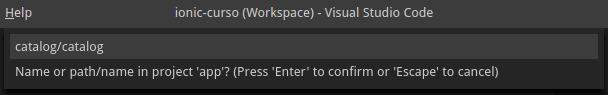 Help ionic-curso (Workspace) - Visual Studio Code
catalog/catalog
Name or path/name in project 'app'? (Press 'Enter' to confirm or 'Escape' to cancel)